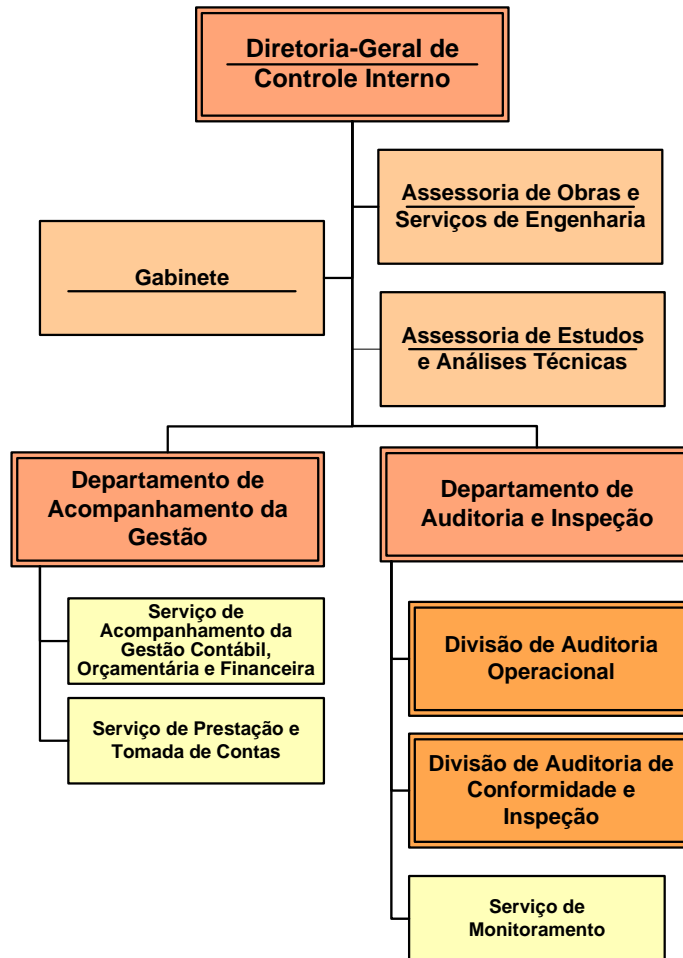 Diretoria-Geral de
Controle Interno
Assessoria de Obras e
Serviços de Engenharia
Gabinete
Assessoria de Estudos
e Análises Técnicas
Departamento de
Acompanhamento da
Gestão
Departamento de
Auditoria e Inspeção
Serviço de
Acompanhamento da
Gestão Contábil,
Orçamentária e Financeira
Serviço de Prestação e
Tomada de Contas
Divisão de Auditoria
Operacional
Divisão de Auditoria de
Conformidade e
Inspeção
Serviço de
Monitoramento